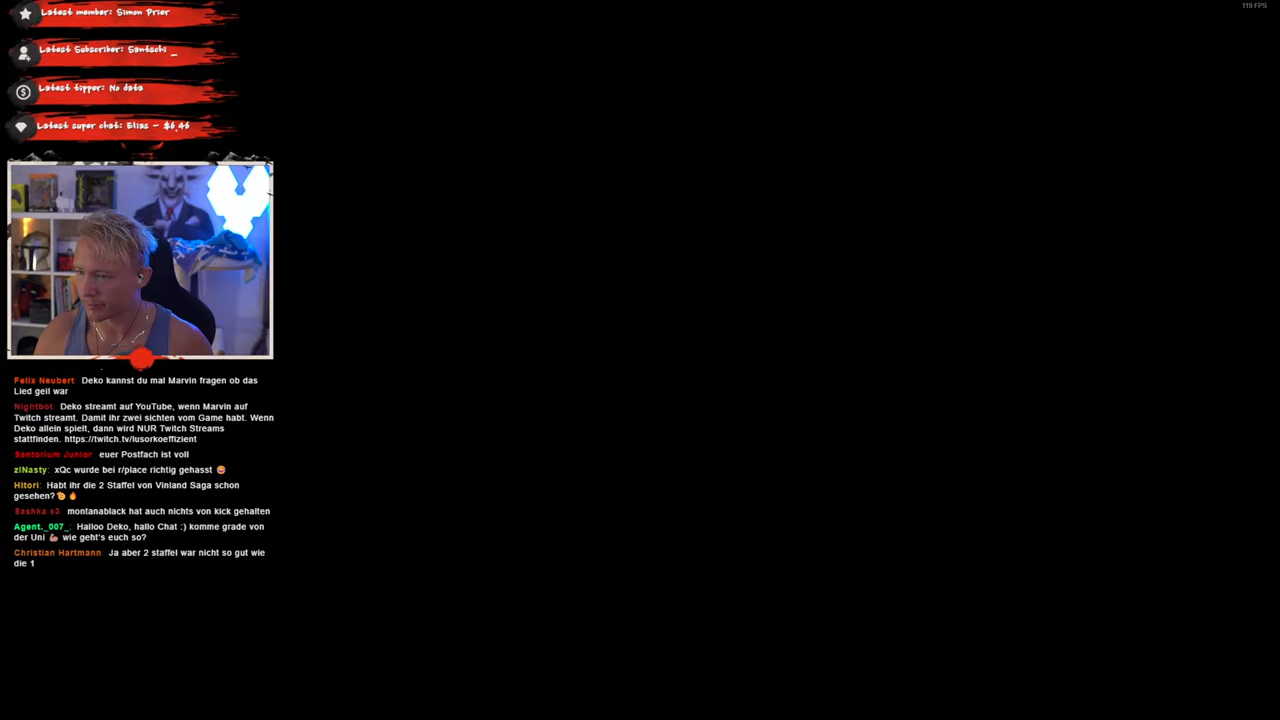 119 FPS
Latest member: Simon Prior
Latest Subscriber: Santschi _
Latest tipper: No data
Latest super chat: Elias - $6,46
Felix Neubert Deko kannst du mal Marvin fragen ob das
Lied geil war
Nightbot Deko streamt auf YouTube, wenn Marvin auf
Twitch streamt. Damit ihr zwei sichten vom Game habt. Wenn
Deko allein spielt, dann wird NUR Twitch Streams
stattfinden. https://twitch.tv/lusorkoeffizient
Santorium Junior euer Postfach ist voll
zINasty: xQc wurde bei r/place richtig gehasst 😂
Hitori: Habt ihr die 2 Staffel von Vinland Saga schon
gesehen?🫡🔥
Sashka x3 montanablack hat auch nichts von kick gehalten
Agent._007_: Halloo Deko, hallo Chat :) komme grade von
der Uni 💪 wie geht's euch so?
Christian Hartmann Ja aber 2 staffel war nicht so gut wie
die 1